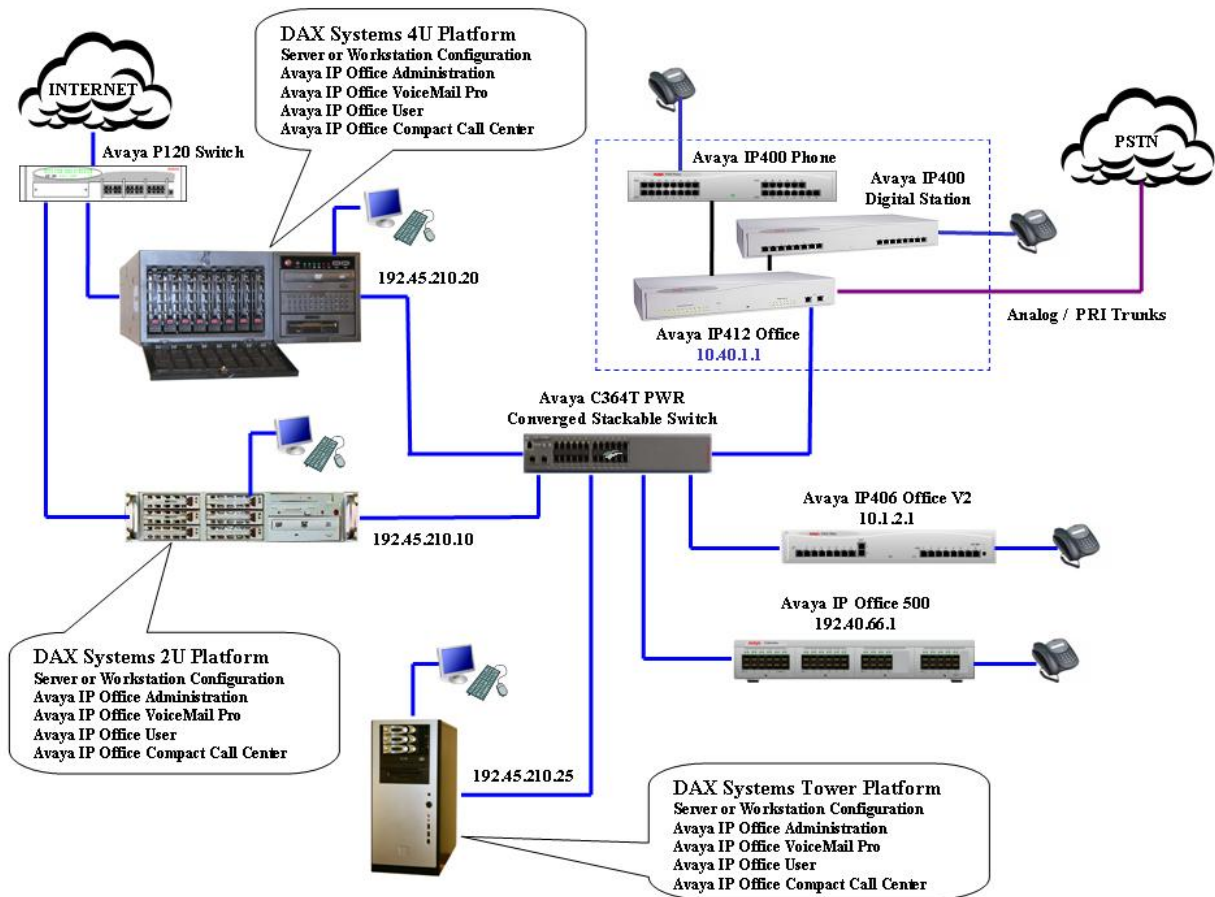 DAX Systems 4U Platform
Server or Workstation Configuration
Avaya IP Office Administration
Avaya IP Office VoiceMail Pro
Avaya IP Office User
Avaya IP Office Compact Call Center
INTERNET
Avaya P120 Switch
192.45.210.20
Avaya IP400 Phone
Avaya IP400
Digital Station
PSTN
Avaya IP412 Office
10.40.1.1
Analog / PRI Trunks
Avaya C364T PWR
Converged Stackable Switch
192.45.210.10
Avaya IP406 Office V2
10.1.2.1
Avaya IP Office 500
192.40.66.1
DAX Systems 2U Platform
Server or Workstation Configuration
Avaya IP Office Administration
Avaya IP Office VoiceMail Pro
Avaya IP Office User
Avaya IP Office Compact Call Center
192.45.210.25
DAX Systems Tower Platform
Server or Workstation Configuration
Avaya IP Office Administration
Avaya IP Office VoiceMail Pro
Avaya IP Office User
Avaya IP Office Compact Call Center